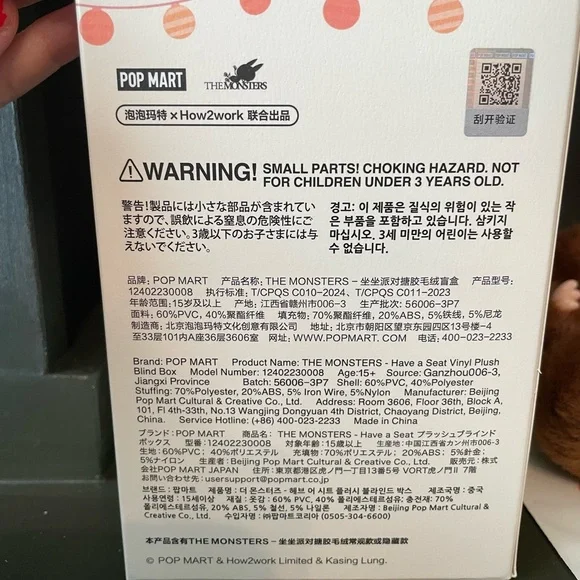 POP MART THE MONSTERS
泡泡玛特 × How2work 联合出品
刮开验证
WARNING! SMALL PARTS! CHOKING HAZARD. NOT
FOR CHILDREN UNDER 3 YEARS OLD.
警告!製品には小さな部品が含まれてい
ますので、誤飲による窒息の危険性にご
注意ください。3歳以下のお子さまには与
えないでください。
경고: 이 제품은 질식의 위험이 있는 작
은 부품을 포함하고 있습니다. 삼키지
마십시오. 3세 미만의 어린이는 사용할
수 없습니다.
品牌: POP MART 产品名称: THE MONSTERS – 坐坐派对搪胶毛绒盲盒 产品型号:
12402230008 执行标准: T/CPQS C010-2024、T/CPQS C011-2023
年龄范围: 15岁及以上 产地: 江西省赣州市006-3 生产批次: 56006-3P7
面料: 60%PVC, 40%聚酯纤维 填充物: 70%聚酯纤维, 20%ABS, 5%铁线, 5%尼龙
制造商: 北京泡泡玛特文化创意有限公司 地址: 北京市朝阳区望京东园四区13号楼-4
至33层101内A座36层3606室 网址: WWW.POPMART.COM 电话: 400-023-2233
Brand: POP MART Product Name: THE MONSTERS - Have a Seat Vinyl Plush
Blind Box Model Number: 12402230008 Age:15+ Source: Ganzhou006-3,
Jiangxi Province Batch: 56006-3P7 Shell: 60%PVC, 40%Polyester
Stuffing: 70%Polyester, 20%ABS, 5% Iron Wire, 5%Nylon Manufacturer: Beijing
Pop Mart Cultural & Creative Co., Ltd. Address: Room 3606, Floor 36th, Block A,
101, Fl 4th-33th, No.13 Wangjing Dongyuan 4th District, Chaoyang District, Beijing,
China. Service Hotline: (+86) 400-023-2233 Made in China
ブランド: POP MART 商品名: THE MONSTERS - Have a Seat プラッシュブラインド
ボックス 型番: 12402230008 対象年齢: 15歳以上 生産地: 中国江西省カン州市006-3
生地: 60%PVC; 40%ポリエステル 充填物: 70%ポリエステル; 20%ABS; 5%針金;
5%ナイロン 生産者: Beijing Pop Mart Cultural & Creative Co., Ltd. 販売元: 株式
会社POP MART JAPAN 住所: 東京都港区虎ノ門一丁目13番5号 VORT虎ノ門II 7階
お問い合わせ先: usersupport@popmart.co.jp
브랜드: 팝마트 제품명: 더 몬스터즈 - 헤브 어 시트 플러시 블라인드 박스 제조국: 중국
사용연령: 15세이상 재질: 옷감: 60% PVC, 40% 폴리에스테르섬유; 충전재: 70%
폴리에스테르섬유, 20% ABS, 5% 철선, 5% 나일론 제조자: Beijing Pop Mart Cultural &
Creative Co., Ltd. 수입자명: ㈜팝마트코리아 (0505-304-6600)
本产品含有THE MONSTERS – 坐坐派对搪胶毛绒常规款或隐藏款
© POP MART & How2work Limited & Kasing Lung.